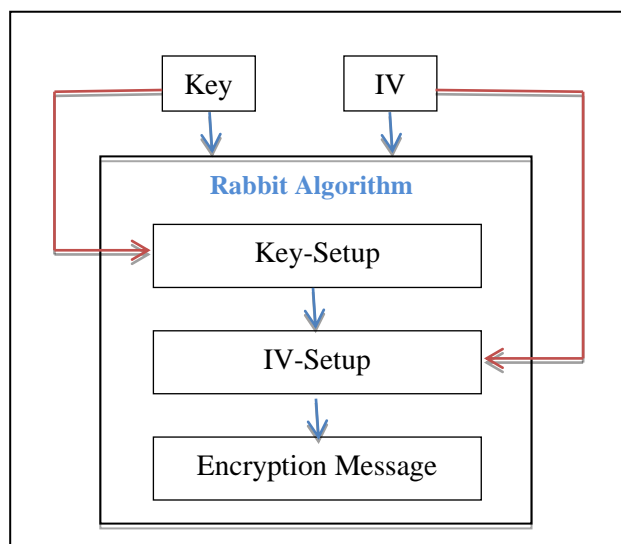 Key
IV
Rabbit Algorithm
Key-Setup
IV-Setup
Encryption Message